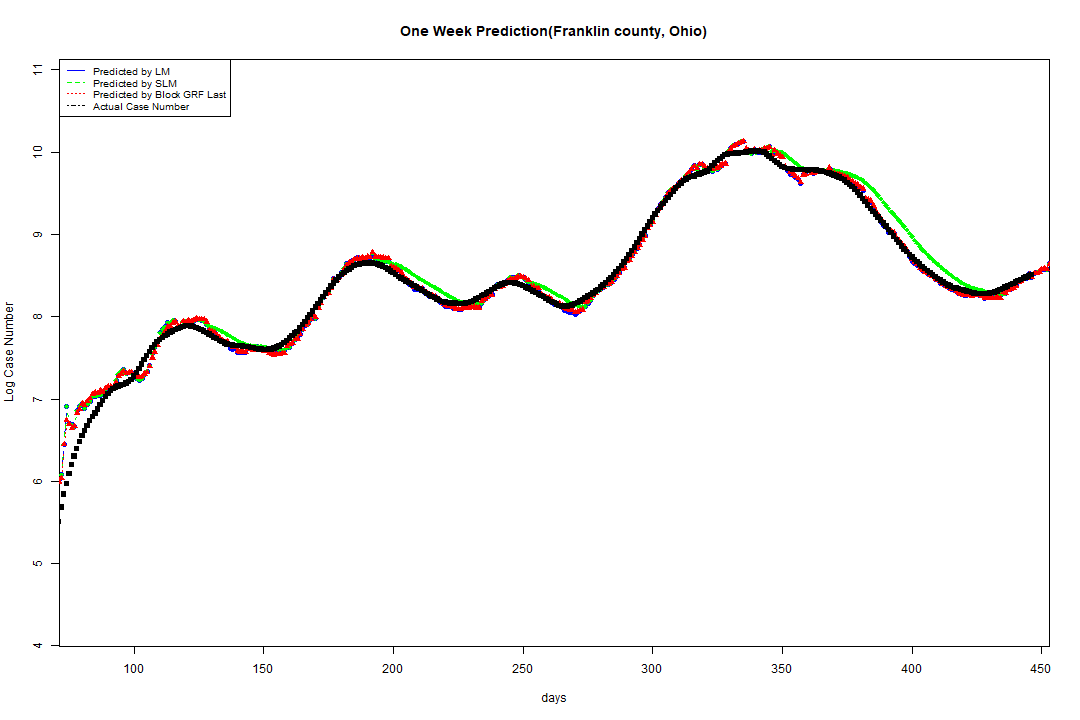 One Week Prediction(Franklin county, Ohio)
Predicted by LM
Predicted by SLM
Predicted by Block GRF Last
Actual Case Number
11
10
9
8
7
6
5
4
Log Case Number
100 150 200 250 300 350 400 450
days